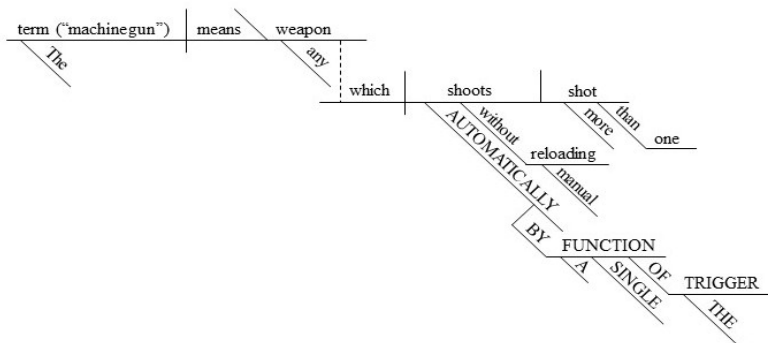 term (“machinegun”) means weapon
The any
which shoots shot
without more than
AUTOMATICALLY one
reloading
manual
BY FUNCTION
A SINGLE OF TRIGGER
THE